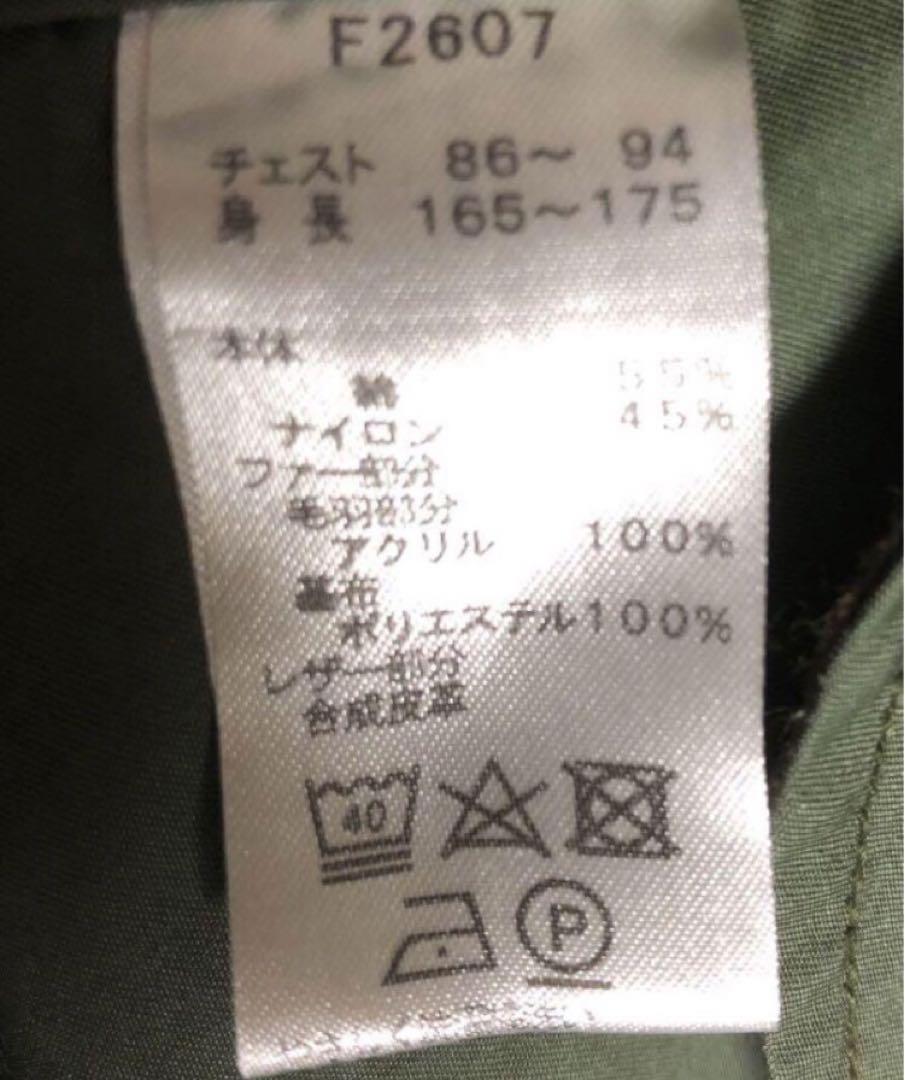 F2607
チェスト 86～ 94
身 長 165～175
本体
綿 55%
ナイロン 45%
ファー部分
毛羽部分
アクリル 100%
基布
ポリエステル100%
レザー部分
合成皮革
40
P